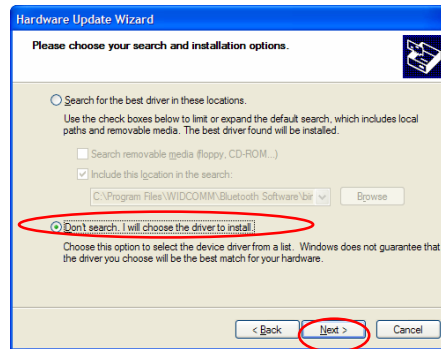 Hardware Update Wizard
Please choose your search and installation options.
Search for the best driver in these locations.
Use the check boxes below to limit or expand the default search, which includes local
paths and removable media. The best driver found will be installed.
Search removable media (floppy, CD-ROM...)
Include this location in the search:
C:\Program Files\WIDCOMM\Bluetooth Software\bin
Browse
Don't search. I will choose the driver to install.
Choose this option to select the device driver from a list. Windows does not guarantee that
the driver you choose will be the best match for your hardware.
< Back Next > Cancel